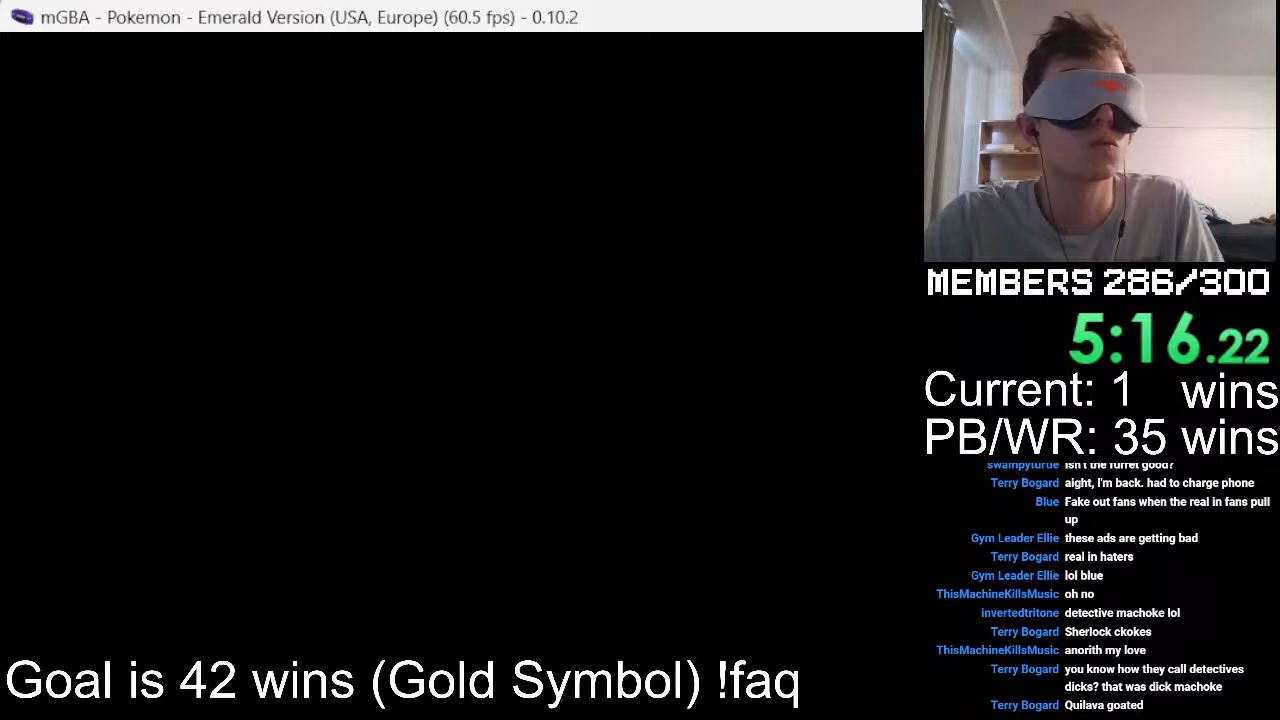 mGBA - Pokemon - Emerald Version (USA, Europe) (60.5 fps) - 0.10.2
MEMBERS 286/300
5:16.22
Current: 1 wins
PB/WR: 35 wins
swampyturtle isn't the furret good?
Terry Bogard aight, I'm back. had to charge phone
Blue Fake out fans when the real in fans pull
up
Gym Leader Ellie these ads are getting bad
Terry Bogard real in haters
Gym Leader Ellie lol blue
ThisMachineKillsMusic oh no
invertedtritone detective machoke lol
Terry Bogard Sherlock ckokes
ThisMachineKillsMusic anorith my love
Terry Bogard you know how they call detectives
dicks? that was dick machoke
Terry Bogard Quilava goated
Goal is 42 wins (Gold Symbol) !faq